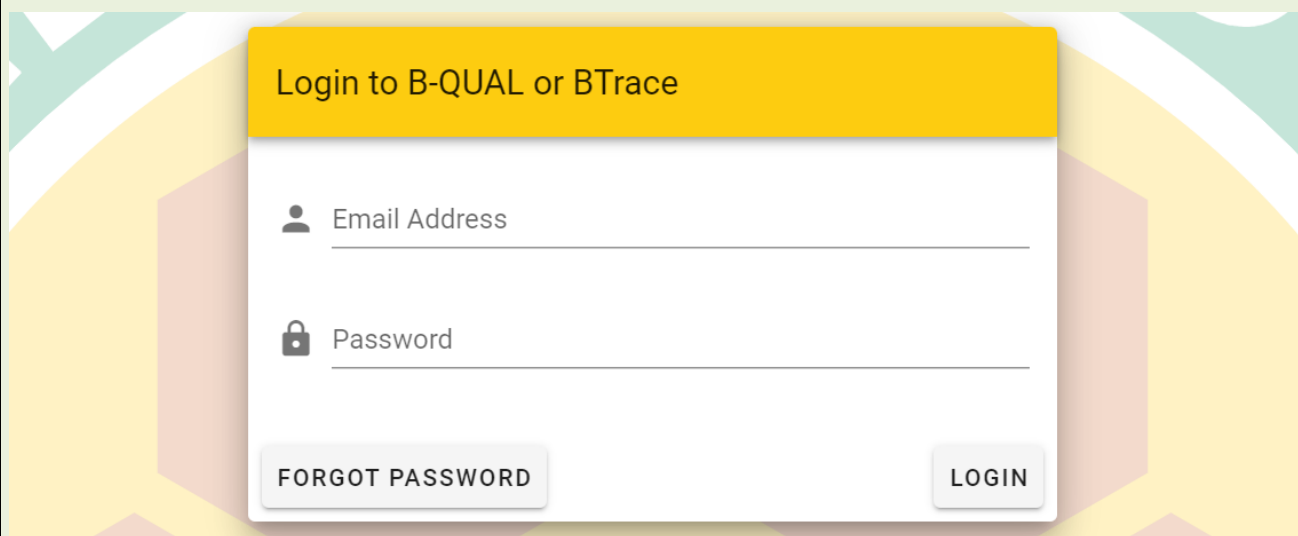 Login to B-QUAL or BTrace
Email Address
Password
FORGOT PASSWORD
LOGIN